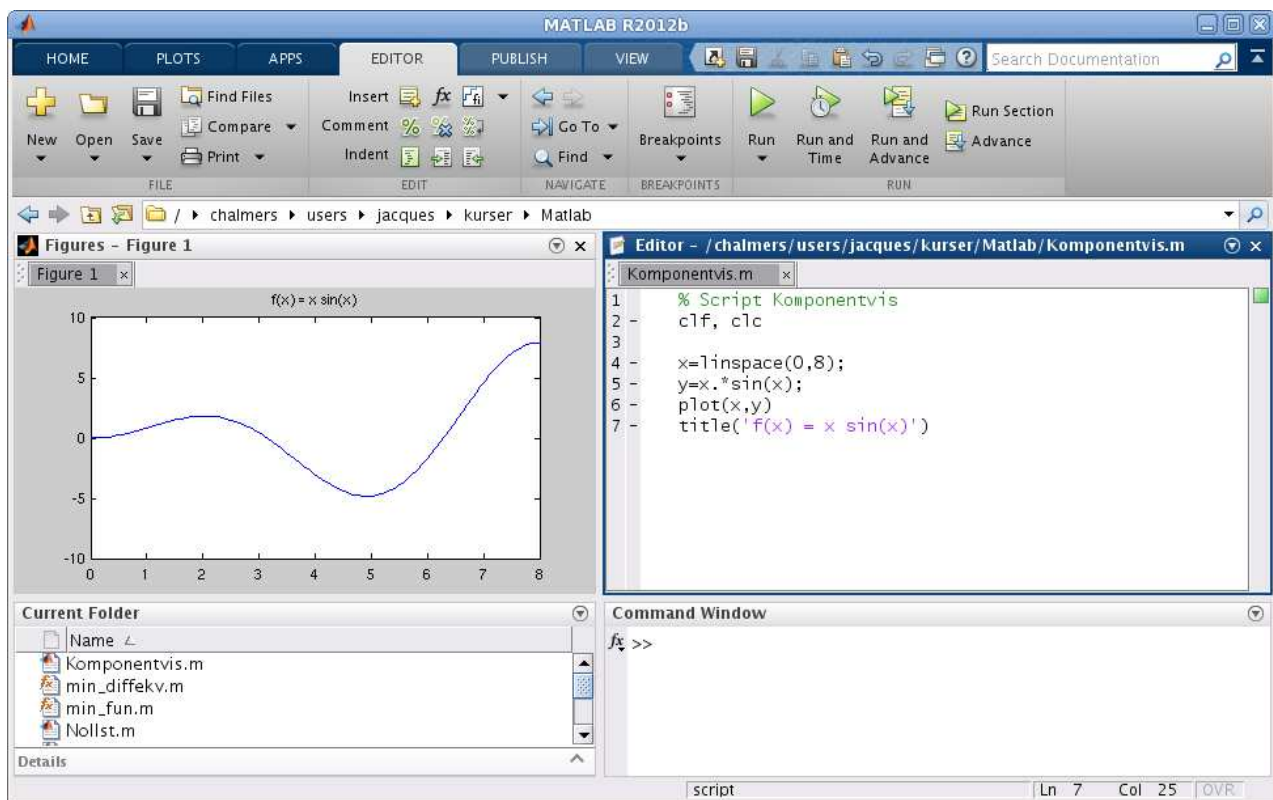 MATLAB R2012b
HOME PLOTS APPS EDITOR PUBLISH VIEW Search Documentation
New Open Save Find Files Compare Print
FILE
Insert fx
Comment %
Indent
EDIT
Go To
Find
NAVIGATE
Breakpoints
BREAKPOINTS
Run Run and Time Run and Advance Run Section Advance
RUN
/ chalmers users jacques kurser Matlab
Figures - Figure 1
Figure 1
f(x) = x sin(x)
10
5
0
-5
-10
0 1 2 3 4 5 6 7 8
Editor - /chalmers/users/jacques/kurser/Matlab/Komponentvis.m
Komponentvis.m
1 % Script Komponentvis
2 - clf, clc
3
4 - x=linspace(0,8);
5 - y=x.*sin(x);
6 - plot(x,y)
7 - title('f(x) = x sin(x)')
Current Folder
Name
Komponentvis.m
min_diffekv.m
min_fun.m
Nollst.m
Details
Command Window
fx >>
script Ln 7 Col 25 OVR